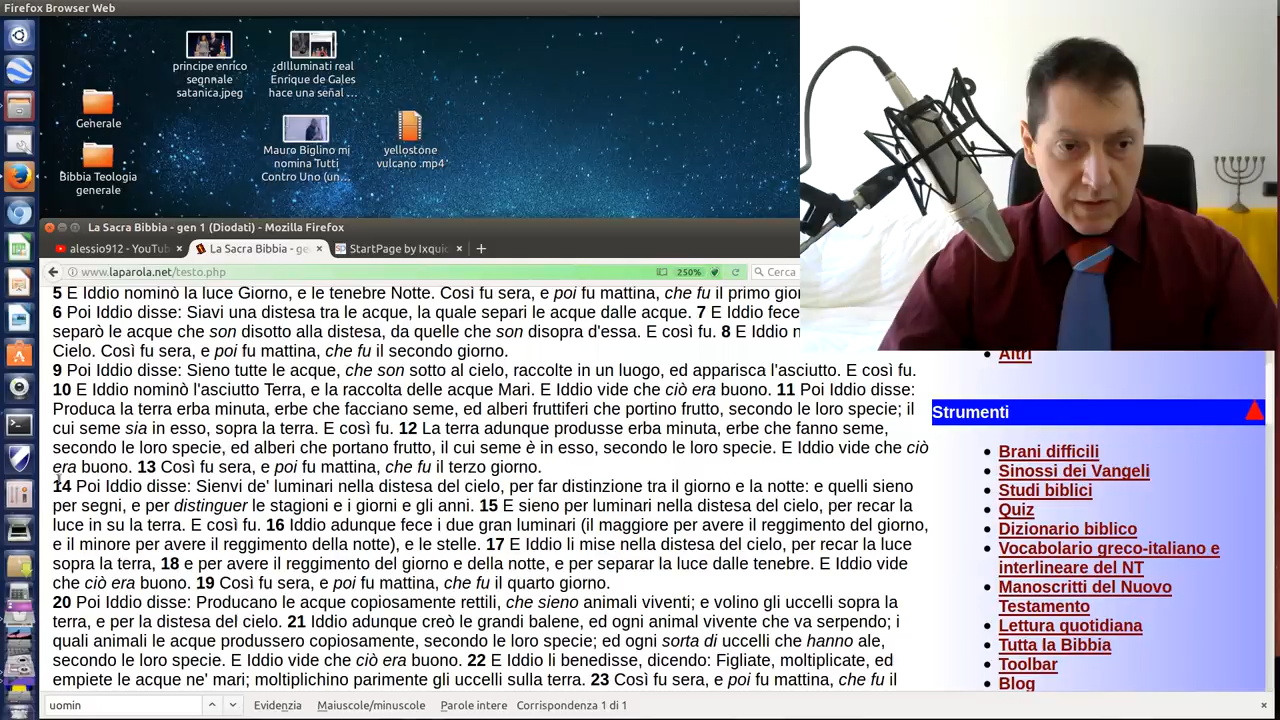 Firefox Browser Web
principe enrico
segnnale
satanica.jpeg
¿dIlluminati real
Enrique de Gales
hace una señal ...
Generale
Mauro Biglino mi
nomina Tutti
Contro Uno (un...
yellostone
vulcano .mp4
Bibbia Teologia
generale
La Sacra Bibbia - gen 1 (Diodati) - Mozilla Firefox
alessio912 - YouTub ×
La Sacra Bibbia - ge ×
StartPage by Ixquic ×
www.laparola.net/testo.php
250%
Cerca
5 E Iddio nominò la luce Giorno, e le tenebre Notte. Così fu sera, e poi fu mattina, che fu il primo gior
6 Poi Iddio disse: Siavi una distesa tra le acque, la quale separi le acque dalle acque. 7 E Iddio fece
separò le acque che son disotto alla distesa, da quelle che son disopra d'essa. E così fu. 8 E Iddio n
Cielo. Così fu sera, e poi fu mattina, che fu il secondo giorno.
9 Poi Iddio disse: Sieno tutte le acque, che son sotto al cielo, raccolte in un luogo, ed apparisca l'asciutto. E così fu.
10 E Iddio nominò l'asciutto Terra, e la raccolta delle acque Mari. E Iddio vide che ciò era buono. 11 Poi Iddio disse:
Produca la terra erba minuta, erbe che facciano seme, ed alberi fruttiferi che portino frutto, secondo le loro specie; il
cui seme sia in esso, sopra la terra. E così fu. 12 La terra adunque produsse erba minuta, erbe che fanno seme,
secondo le loro specie, ed alberi che portano frutto, il cui seme è in esso, secondo le loro specie. E Iddio vide che ciò
era buono. 13 Così fu sera, e poi fu mattina, che fu il terzo giorno.
14 Poi Iddio disse: Sienvi de' luminari nella distesa del cielo, per far distinzione tra il giorno e la notte: e quelli sieno
per segni, e per distinguer le stagioni e i giorni e gli anni. 15 E sieno per luminari nella distesa del cielo, per recar la
luce in su la terra. E così fu. 16 Iddio adunque fece i due gran luminari (il maggiore per avere il reggimento del giorno,
e il minore per avere il reggimento della notte), e le stelle. 17 E Iddio li mise nella distesa del cielo, per recar la luce
sopra la terra, 18 e per avere il reggimento del giorno e della notte, e per separar la luce dalle tenebre. E Iddio vide
che ciò era buono. 19 Così fu sera, e poi fu mattina, che fu il quarto giorno.
20 Poi Iddio disse: Producano le acque copiosamente rettili, che sieno animali viventi; e volino gli uccelli sopra la
terra, e per la distesa del cielo. 21 Iddio adunque creò le grandi balene, ed ogni animal vivente che va serpendo; i
quali animali le acque produssero copiosamente, secondo le loro specie; ed ogni sorta di uccelli che hanno ale,
secondo le loro specie. E Iddio vide che ciò era buono. 22 E Iddio li benedisse, dicendo: Figliate, moltiplicate, ed
empiete le acque ne' mari; moltiplichino parimente gli uccelli sulla terra. 23 Così fu sera, e poi fu mattina, che fu il
Altri
Strumenti
Brani difficili
Sinossi dei Vangeli
Studi biblici
Quiz
Dizionario biblico
Vocabolario greco-italiano e
interlineare del NT
Manoscritti del Nuovo
Testamento
Lettura quotidiana
Tutta la Bibbia
Toolbar
Blog
uomin
Evidenzia
Maiuscole/minuscole
Parole intere
Corrispondenza 1 di 1